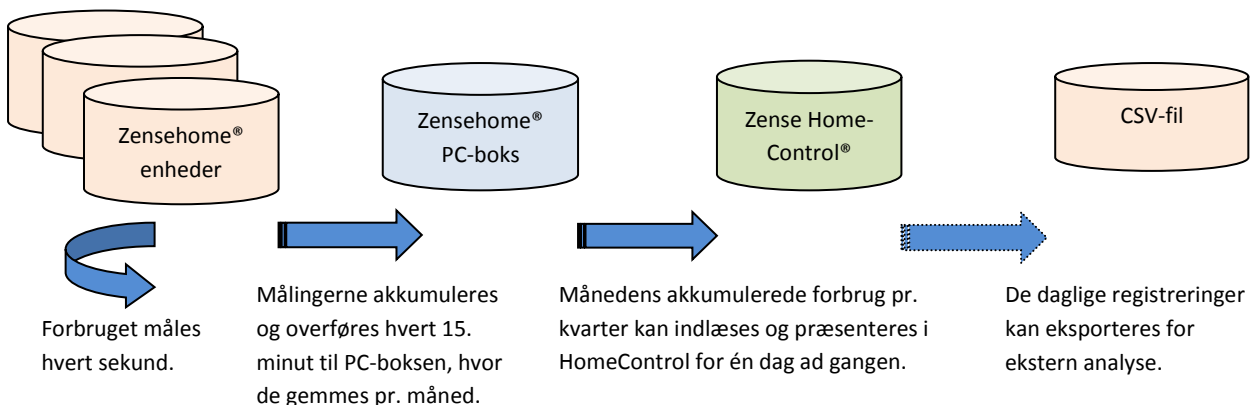 Zensehome®
enheder
Zensehome®
PC-boks
Zense Home-
Control®
CSV-fil
Forbruget måles
hvert sekund.
Målingerne akkumuleres
og overføres hvert 15.
minut til PC-boksen, hvor
de gemmes pr. måned.
Månedens akkumulerede forbrug pr.
kvarter kan indlæses og præsenteres i
HomeControl for én dag ad gangen.
De daglige registreringer
kan eksporteres for
ekstern analyse.